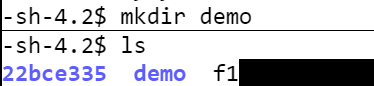 -sh-4.2$ mkdir demo
-sh-4.2$ ls
22bce335  demo  f1